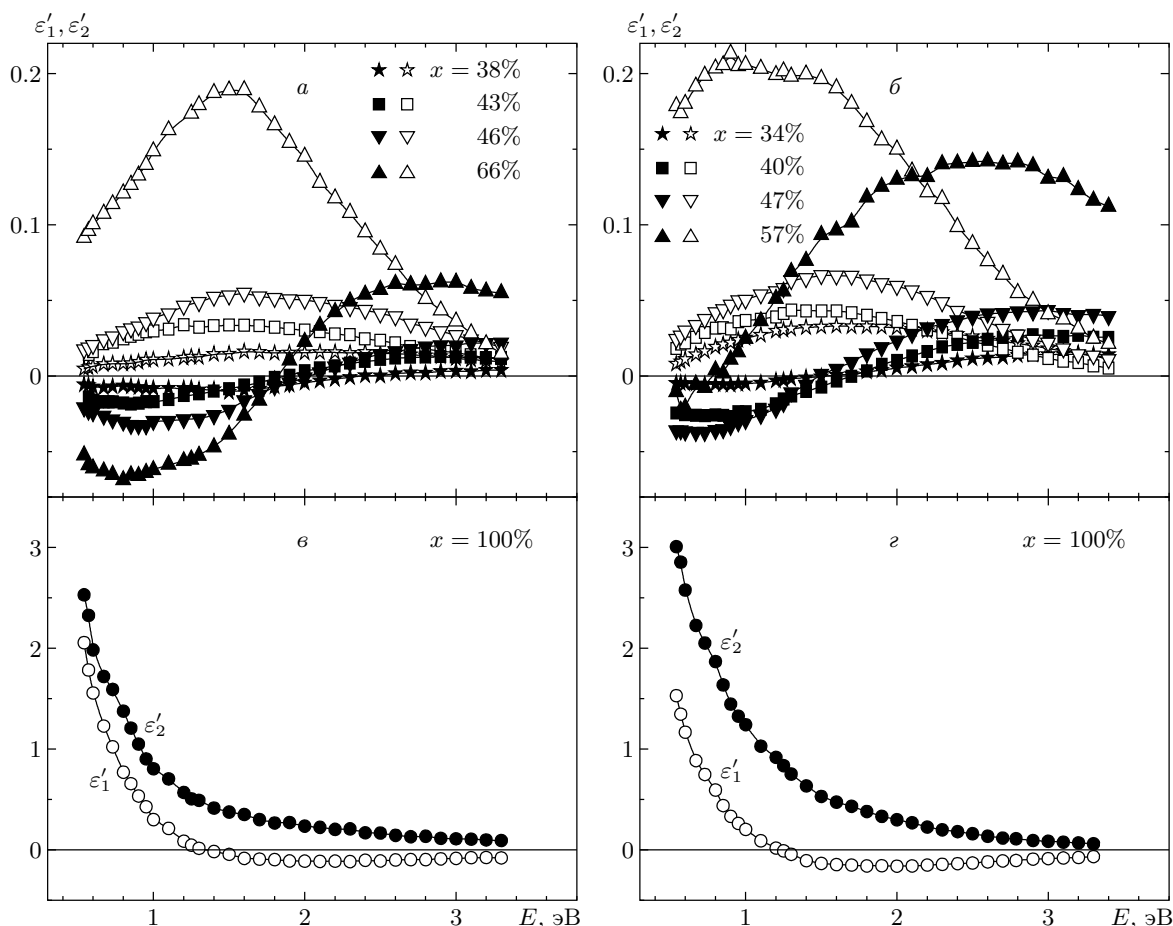 ε′₁, ε′₂
0.2
0.1
0
а
x = 38%
43%
46%
66%
ε′₁, ε′₂
0.2
0.1
0
б
x = 34%
40%
47%
57%
3
2
1
0
в
x = 100%
ε′₂
ε′₁
1
2
3
E, эВ
3
2
1
0
г
x = 100%
ε′₂
ε′₁
1
2
3
E, эВ